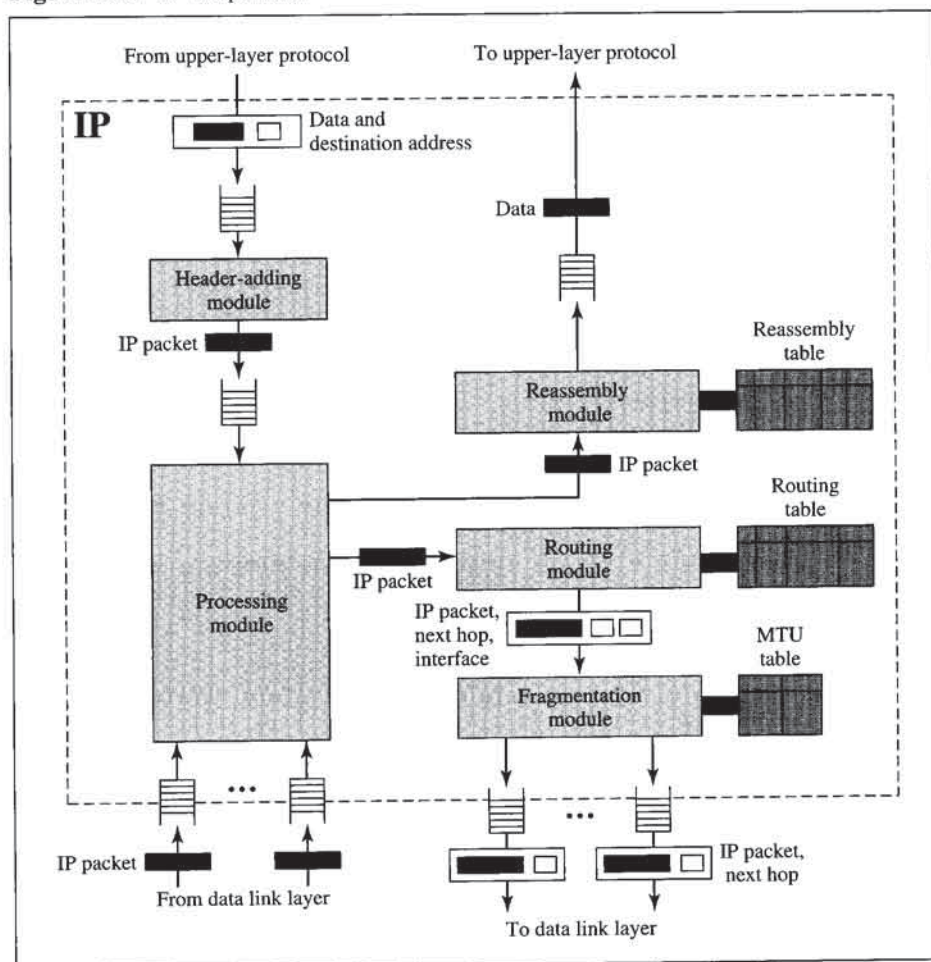 From upper-layer protocol
To upper-layer protocol
IP
Data and
destination address
Data
Header-adding
module
IP packet
Reassembly
table
Reassembly
module
IP packet
Routing
table
Processing
module
IP packet
Routing
module
IP packet,
next hop,
interface
MTU
table
Fragmentation
module
•••
•••
IP packet
IP packet,
next hop
From data link layer
To data link layer